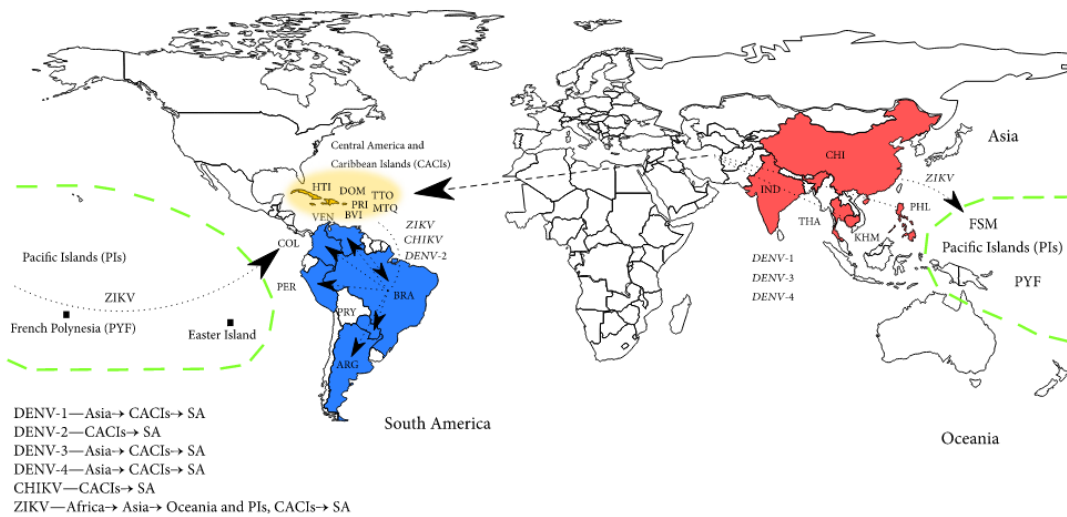 Central America and
Caribbean Islands (CACIs)
HTI
DOM
TTO
PRI
MTQ
BVI
VEN
ZIKV
CHIKV
DENV-2
COL
PER
BRA
PRY
ARG
Pacific Islands (PIs)
ZIKV
French Polynesia (PYF)
Easter Island
South America
Asia
CHI
IND
ZIKV
PHL
THA
KHM
FSM
Pacific Islands (PIs)
PYF
DENV-1
DENV-3
DENV-4
Oceania
DENV-1—Asia→ CACIs→ SA
DENV-2—CACIs→ SA
DENV-3—Asia→ CACIs→ SA
DENV-4—Asia→ CACIs→ SA
CHIKV—CACIs→ SA
ZIKV—Africa→ Asia→ Oceania and PIs, CACIs→ SA